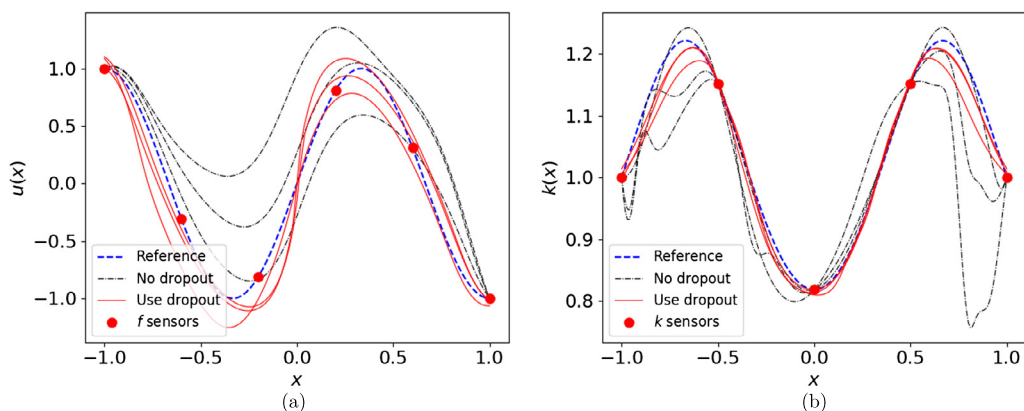 1.0
0.5
0.0
−0.5
−1.0
u(x)
Reference
No dropout
Use dropout
f sensors
−1.0 −0.5 0.0 0.5 1.0
x
(a)
1.2
1.1
1.0
0.9
0.8
k(x)
Reference
No dropout
Use dropout
k sensors
−1.0 −0.5 0.0 0.5 1.0
x
(b)